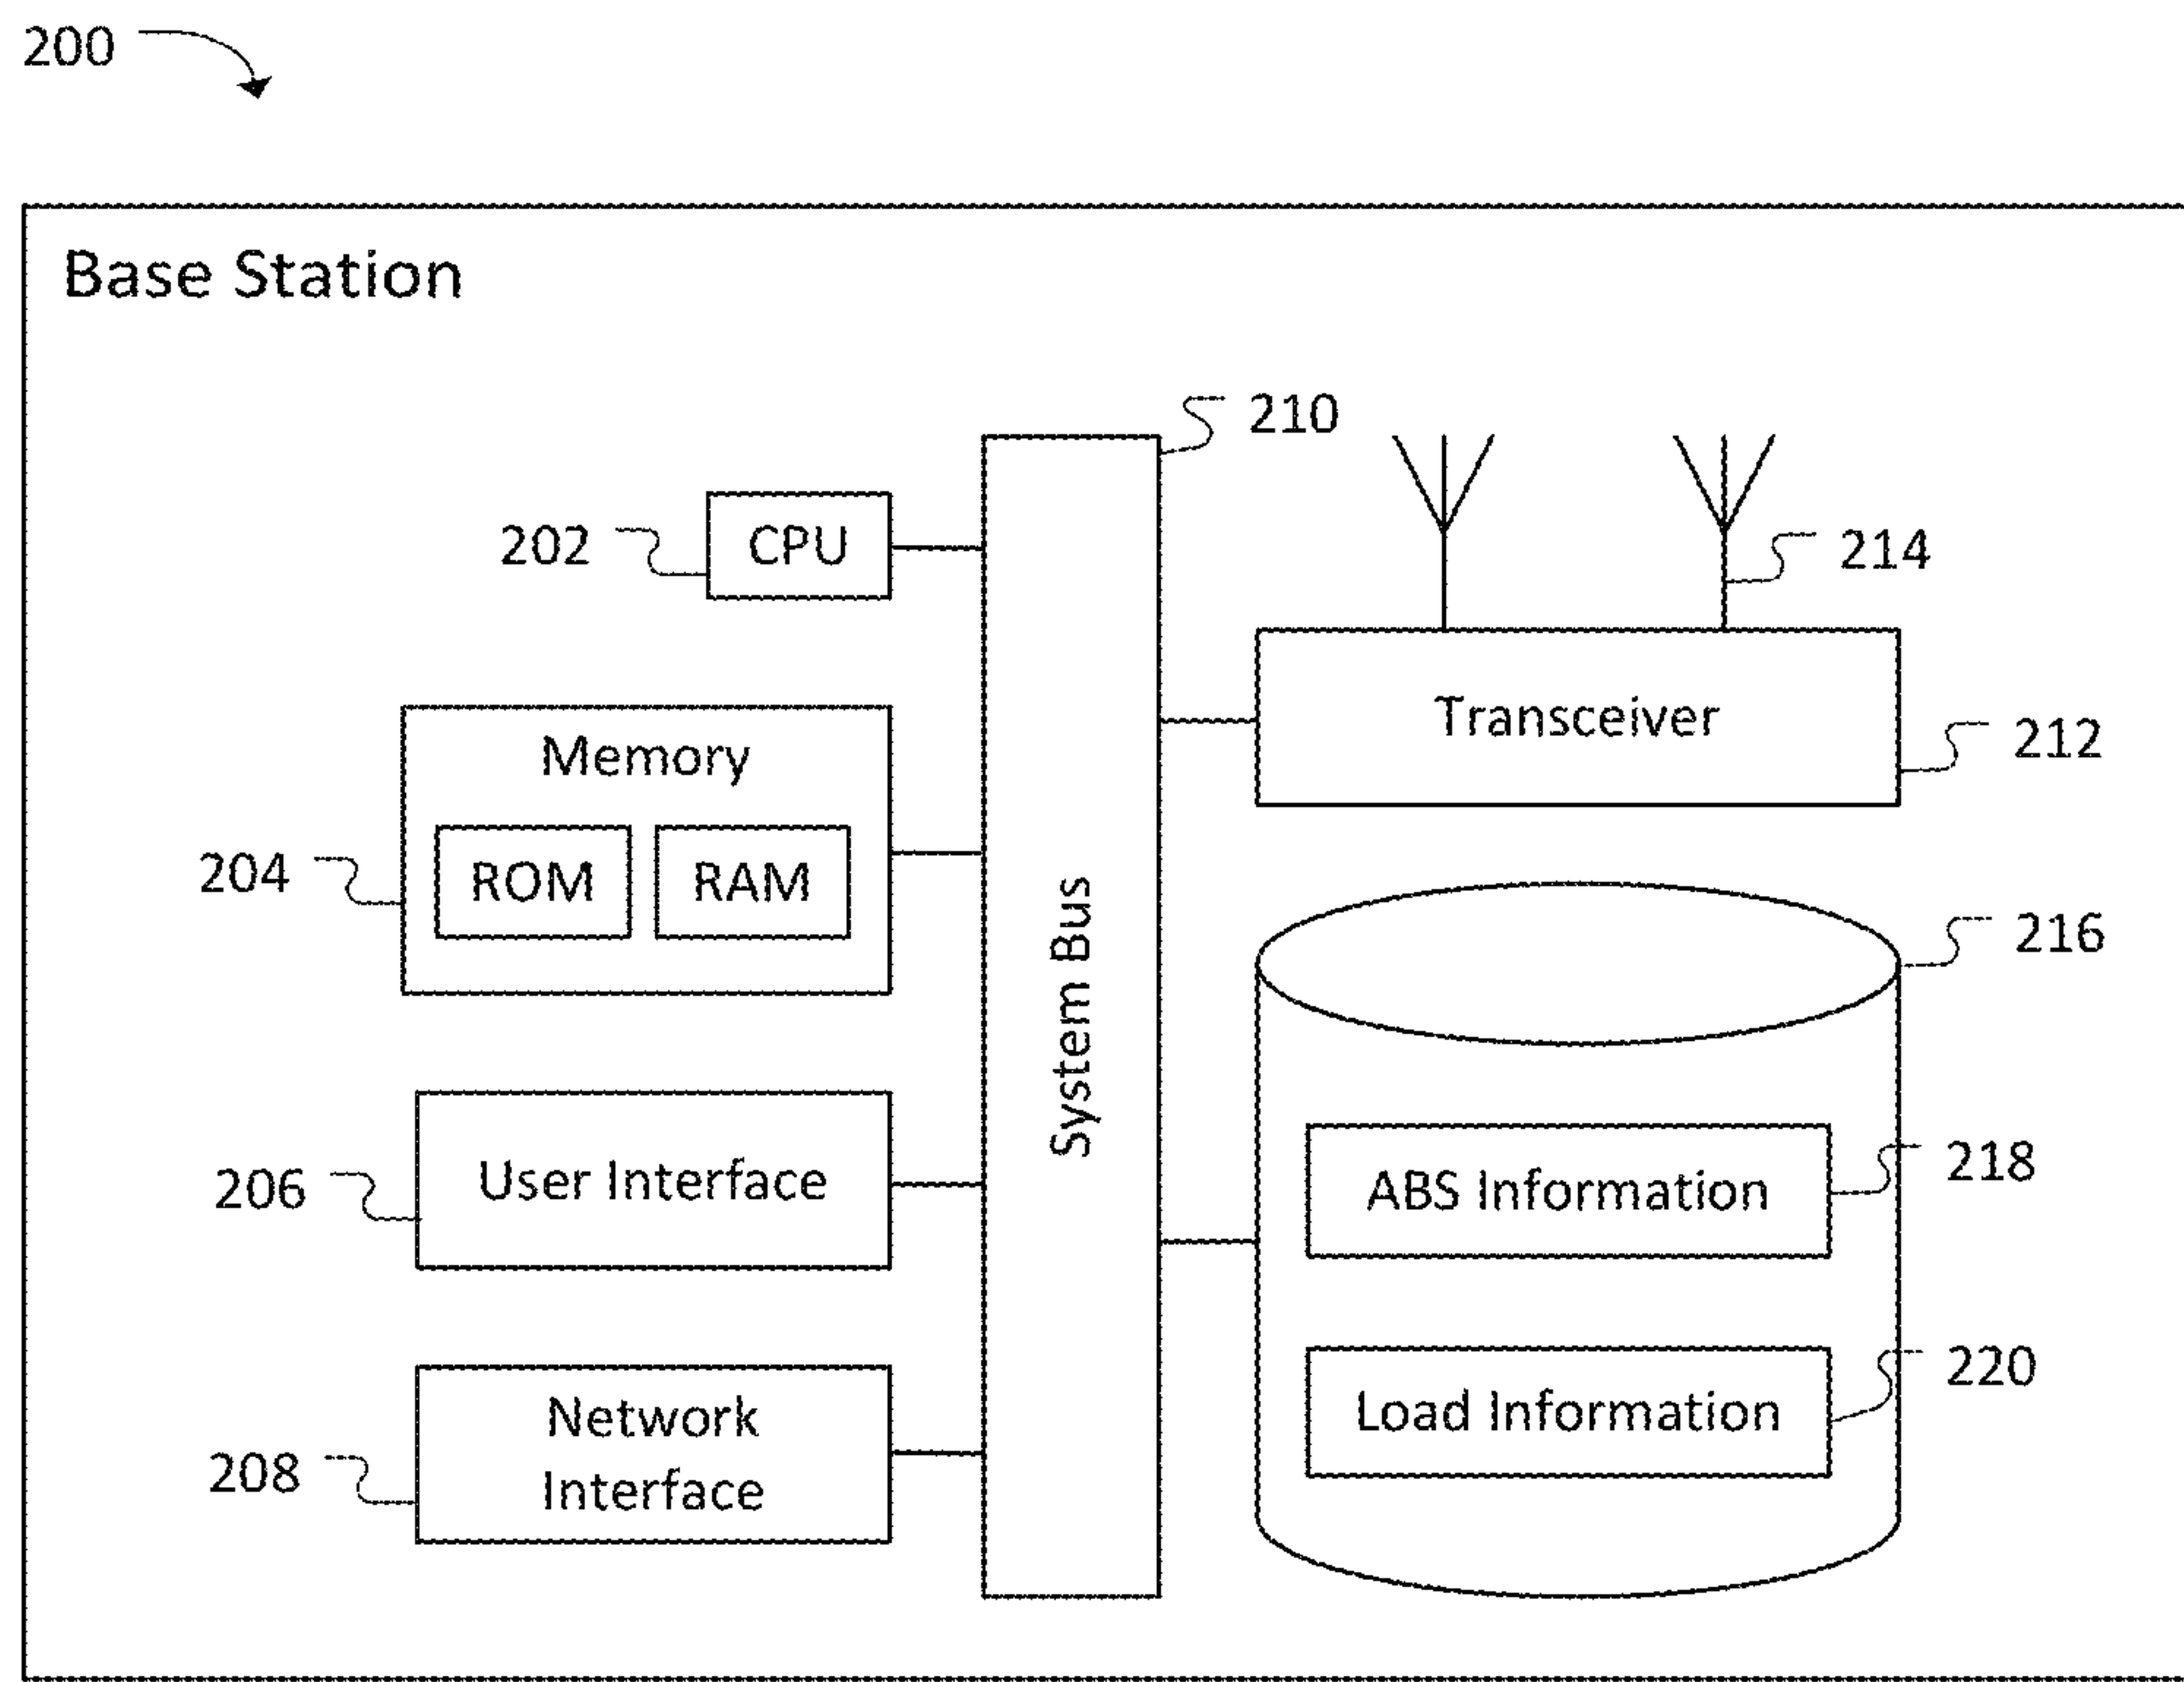 200
Base Station
210
202
CPU
214
Transceiver
212
Memory
204
ROM
RAM
216
System Bus
206
User Interface
ABS Information
218
208
Network
Interface
Load Information
220